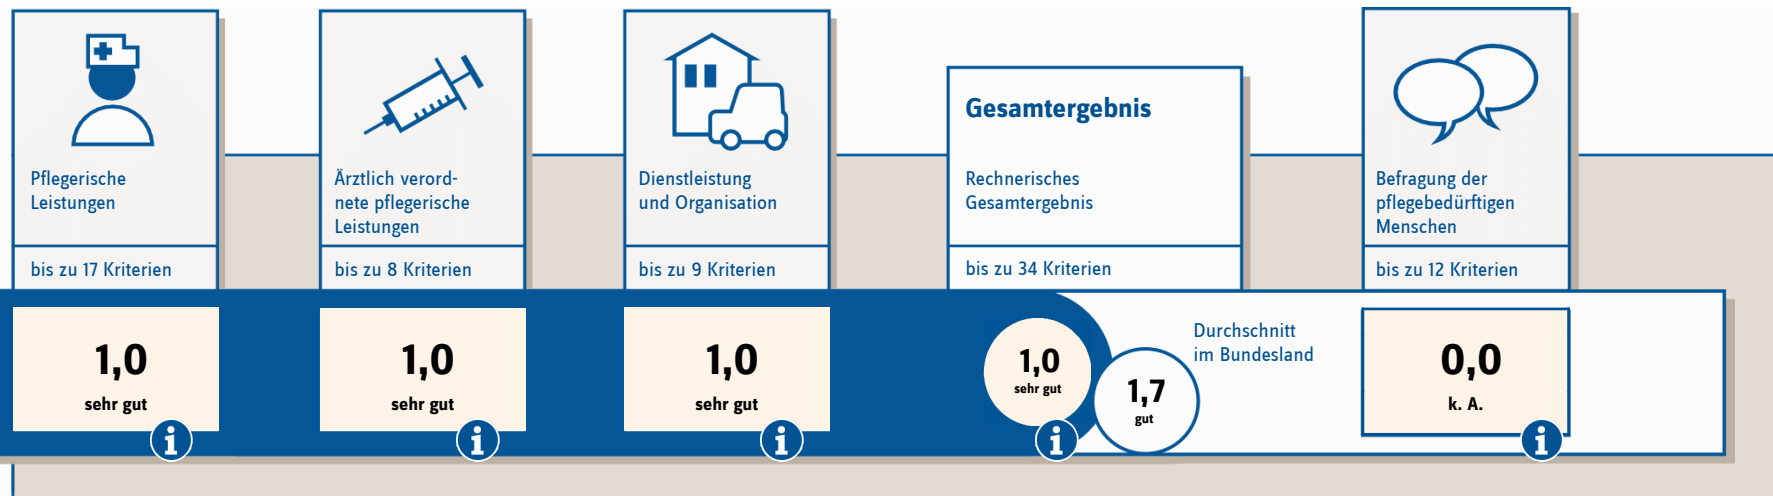 Pflegerische
Leistungen
bis zu 17 Kriterien
1,0
sehr gut
i
Ärztlich verord-
nete pflegerische
Leistungen
bis zu 8 Kriterien
1,0
sehr gut
i
Dienstleistung
und Organisation
bis zu 9 Kriterien
1,0
sehr gut
i
Gesamtergebnis
Rechnerisches
Gesamtergebnis
bis zu 34 Kriterien
1,0
sehr gut
i
1,7
gut
Durchschnitt
im Bundesland
Befragung der
pflegebedürftigen
Menschen
bis zu 12 Kriterien
0,0
k. A.
i